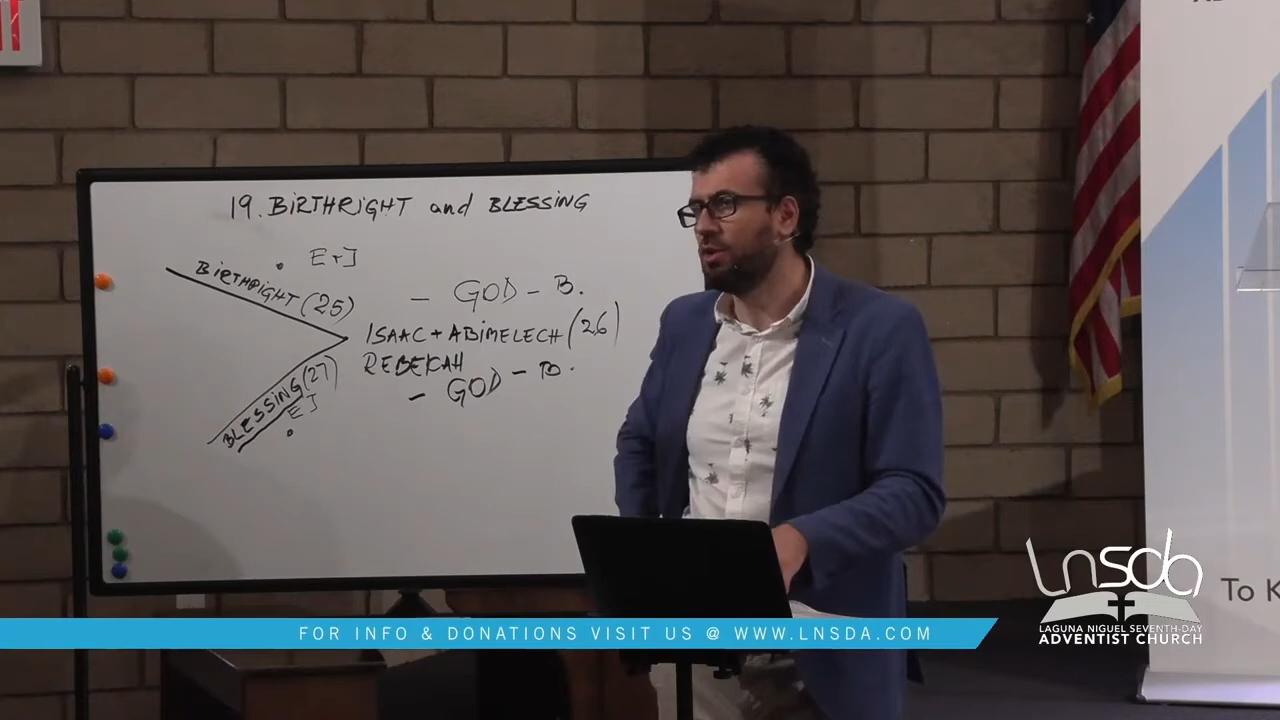 19. BIRTHRIGHT and BLESSING
E+J
BIRTHRIGHT (25)
- GOD - B.
ISAAC + ABIMELECH (26)
REBEKAH
- GOD - B.
BLESSING (27)
EJ
FOR INFO & DONATIONS VISIT US @ WWW.LNSDA.COM
Lnsda
LAGUNA NIGUEL SEVENTH-DAY
ADVENTIST CHURCH
To K